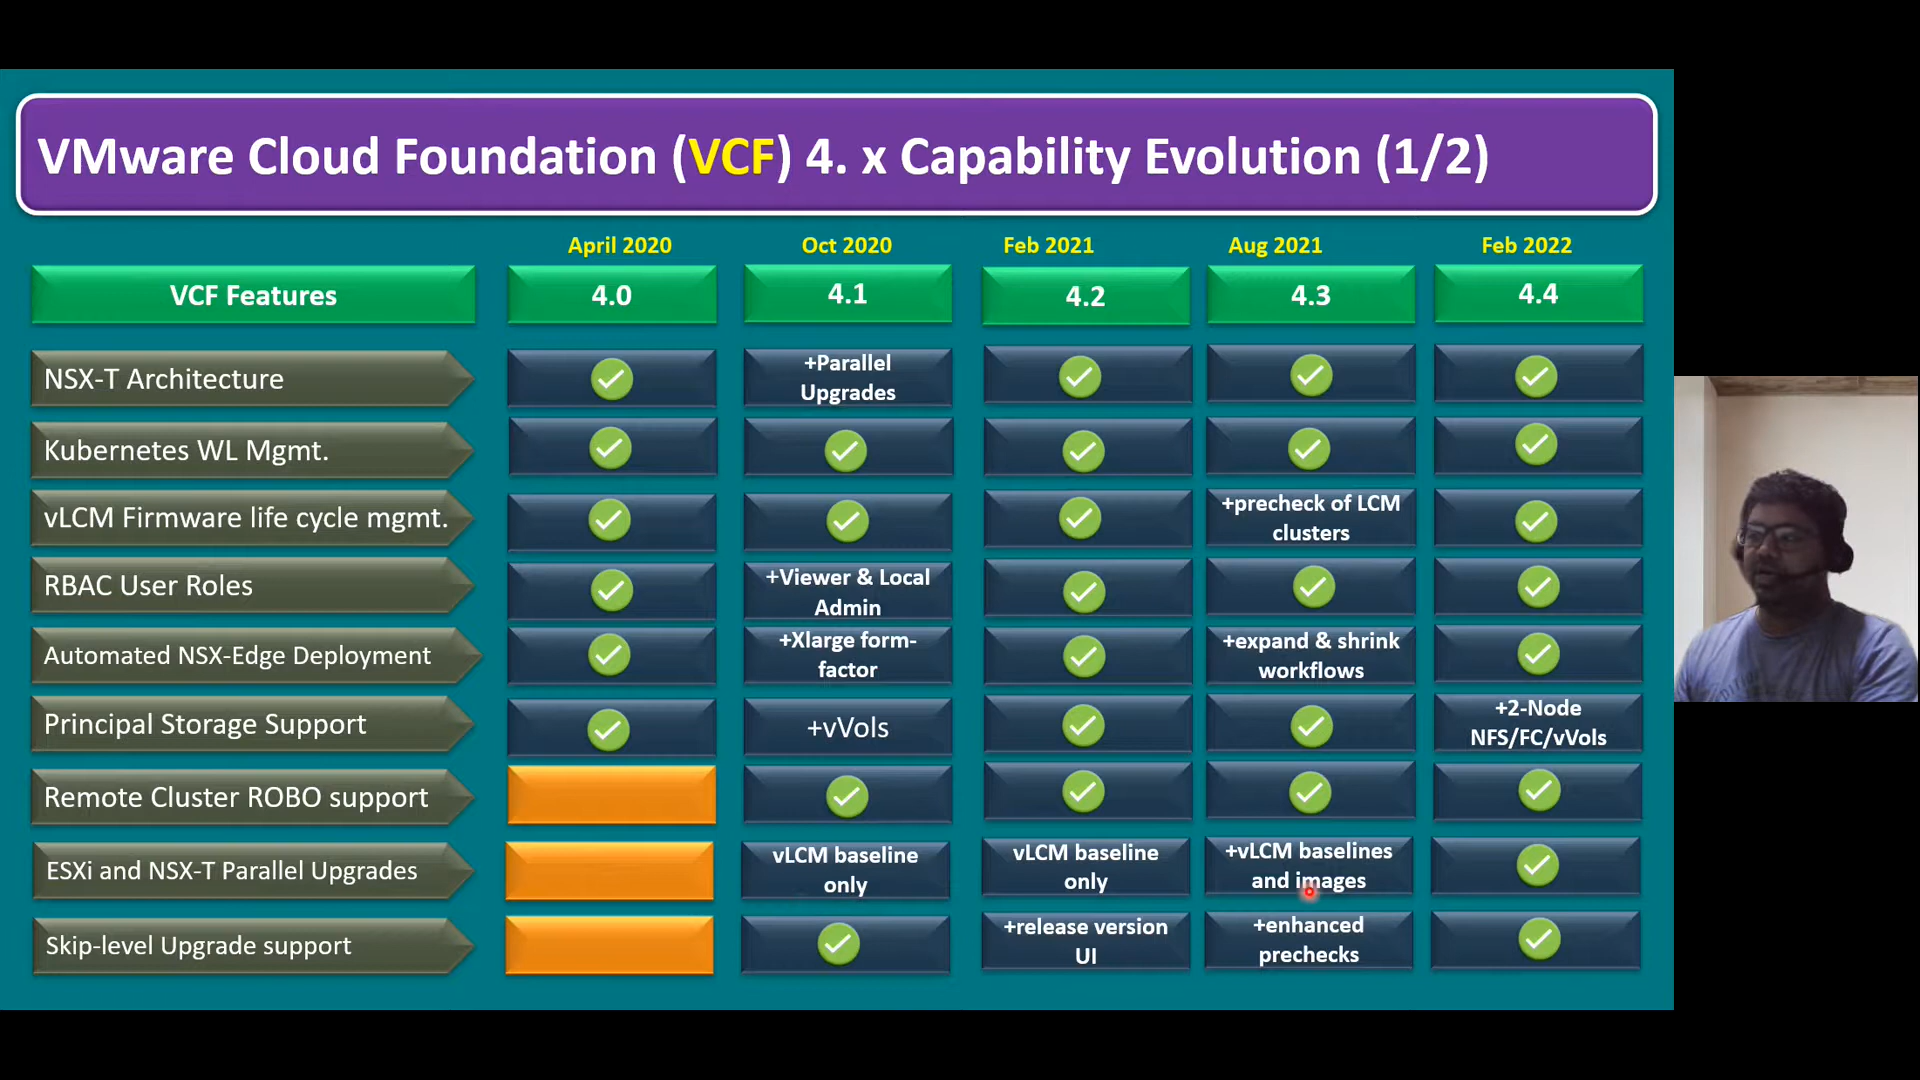 VMware Cloud Foundation (VCF) 4. x Capability Evolution (1/2)
April 2020
Oct 2020
Feb 2021
Aug 2021
Feb 2022
VCF Features
4.0
4.1
4.2
4.3
4.4
NSX-T Architecture
+Parallel
Upgrades
Kubernetes WL Mgmt.
vLCM Firmware life cycle mgmt.
+precheck of LCM
clusters
RBAC User Roles
+Viewer & Local
Admin
Automated NSX-Edge Deployment
+Xlarge form-
factor
+expand & shrink
workflows
Principal Storage Support
+vVols
+2-Node
NFS/FC/vVols
Remote Cluster ROBO support
ESXi and NSX-T Parallel Upgrades
vLCM baseline
only
vLCM baseline
only
+vLCM baselines
and images
Skip-level Upgrade support
+release version
UI
+enhanced
prechecks